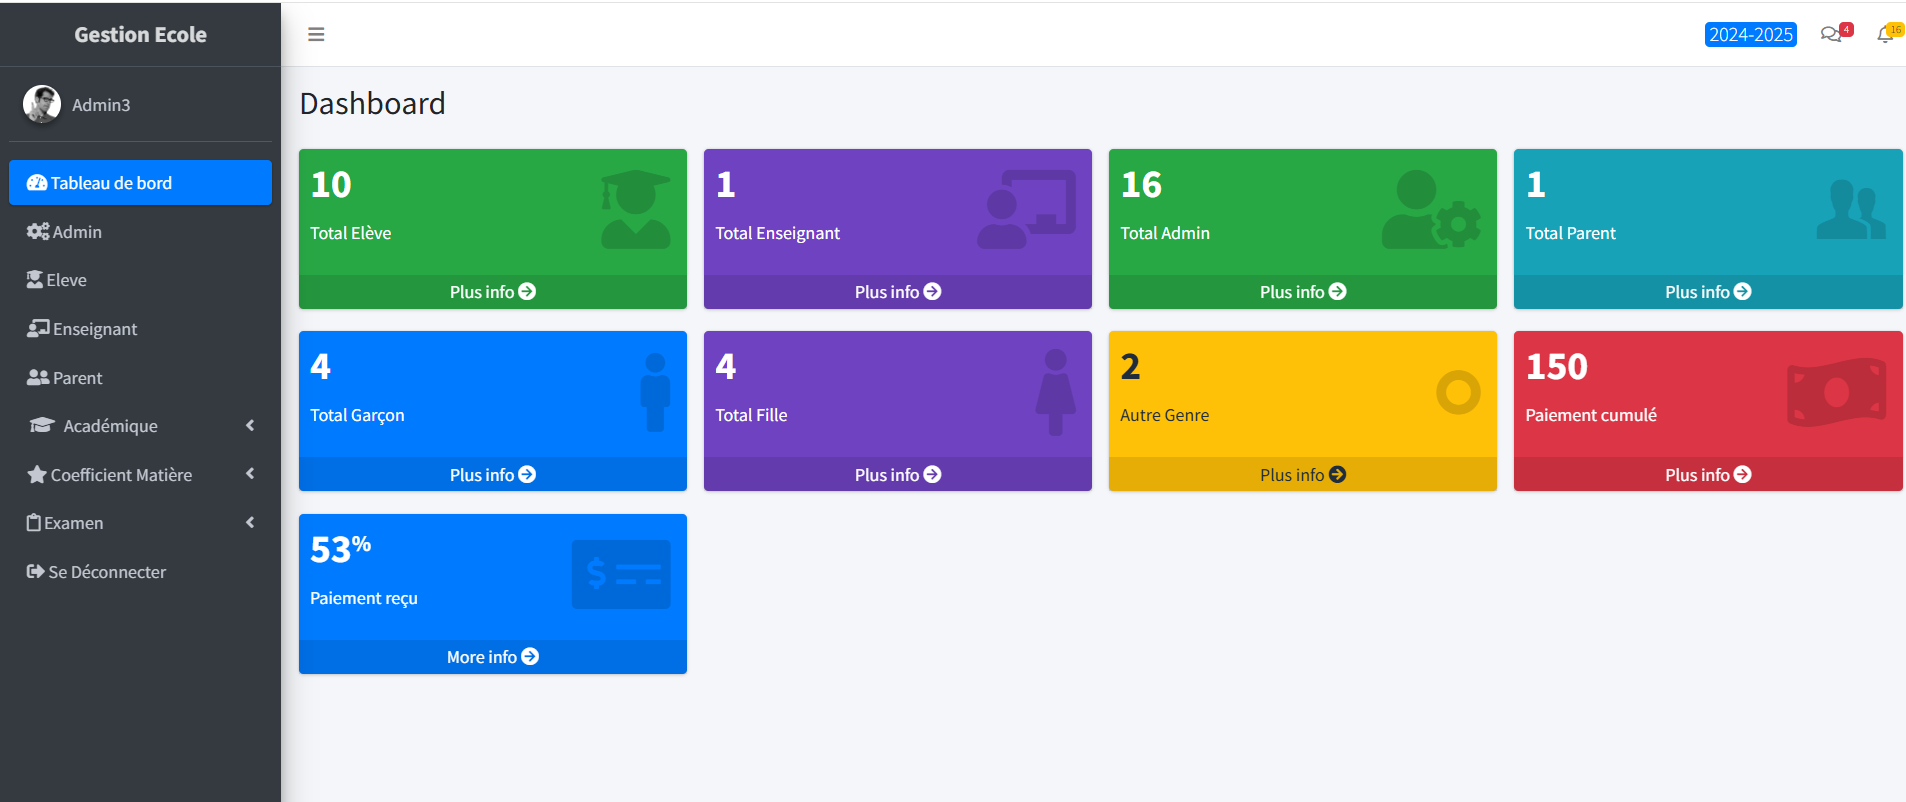 Gestion Ecole
2024-2025
4
16
Admin3
Dashboard
Tableau de bord
Admin
Eleve
Enseignant
Parent
Académique
Coefficient Matière
Examen
Se Déconnecter
10
Total Elève
Plus info
1
Total Enseignant
Plus info
16
Total Admin
Plus info
1
Total Parent
Plus info
4
Total Garçon
Plus info
4
Total Fille
Plus info
2
Autre Genre
Plus info
150
Paiement cumulé
Plus info
53%
Paiement reçu
More info